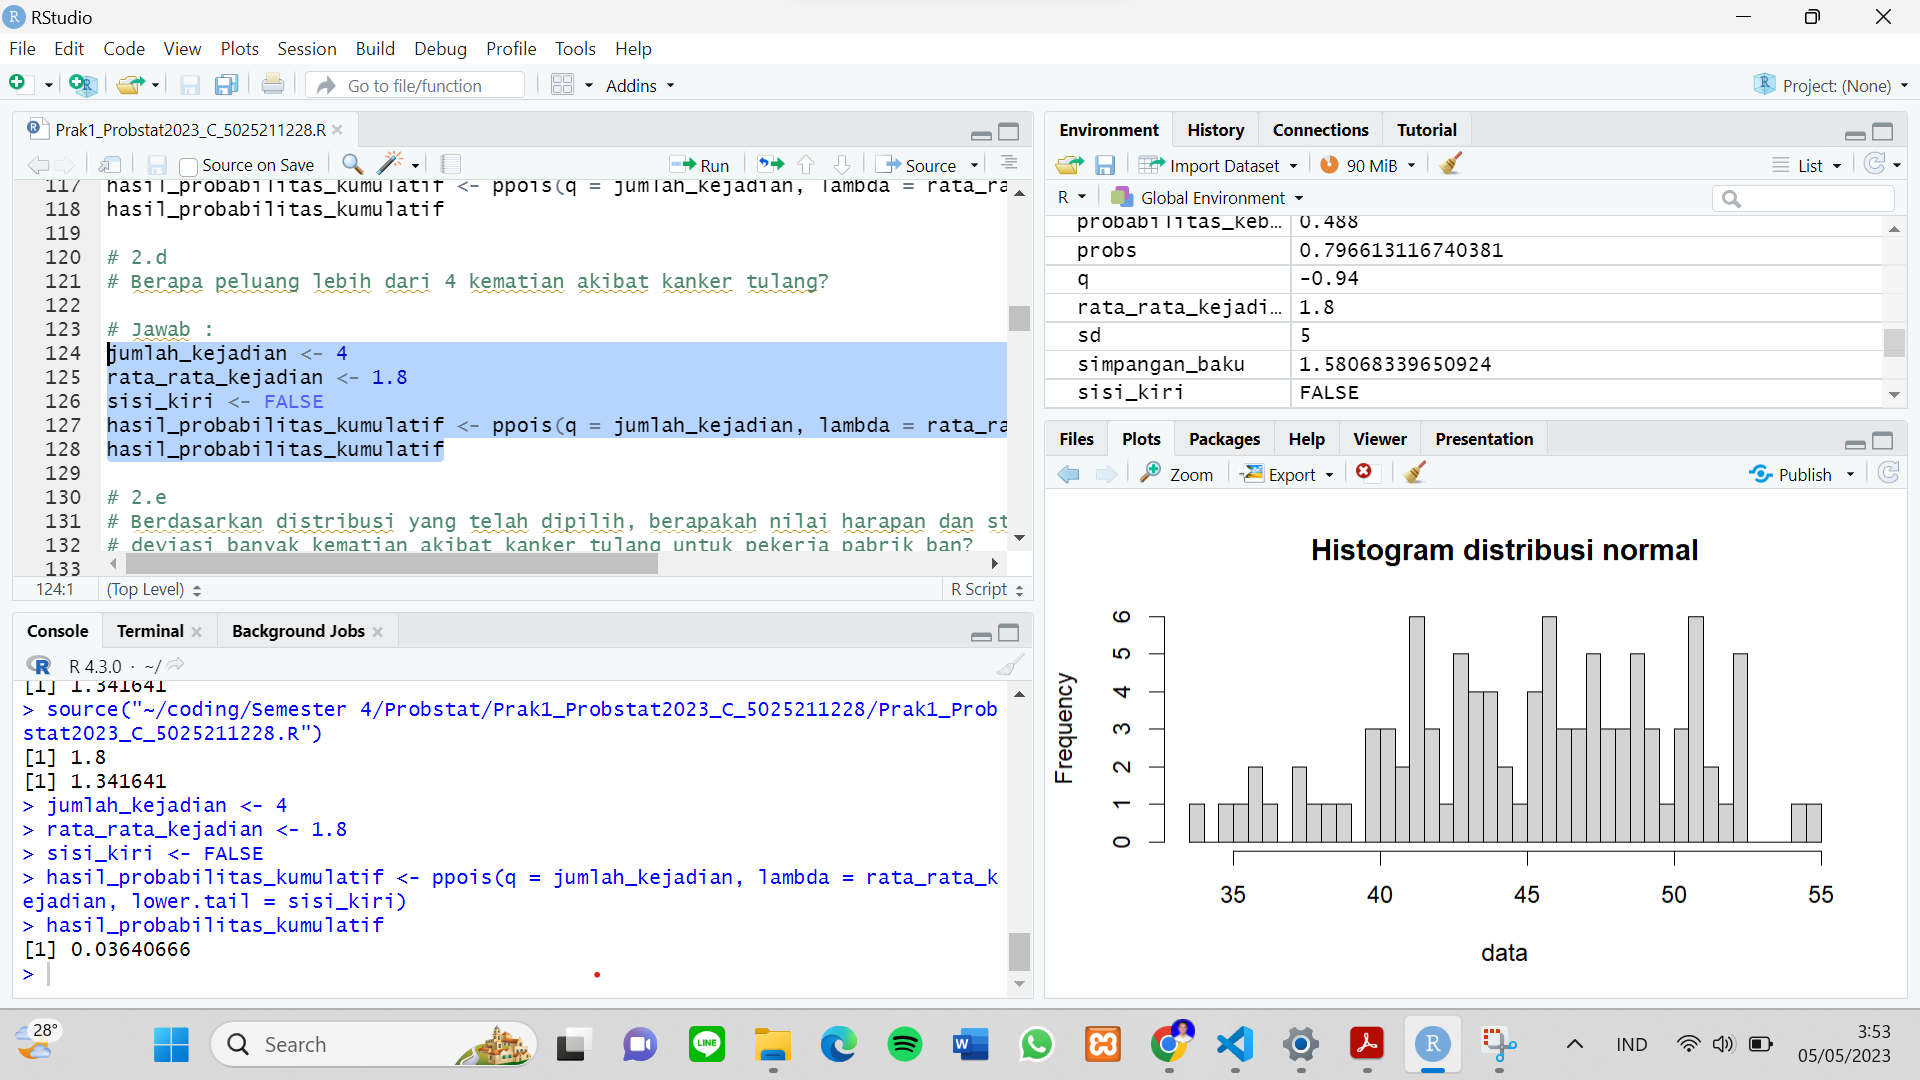 RStudio
File Edit Code View Plots Session Build Debug Profile Tools Help
Go to file/function
Addins
Project: (None)
Prak1_Probstat2023_C_5025211228.R
Source on Save
Run
Source
117 hasil_probabilitas_kumulatif <- ppois(q = jumlah_kejadian, lambda = rata_ra
118 hasil_probabilitas_kumulatif
119
120 # 2.d
121 # Berapa peluang lebih dari 4 kematian akibat kanker tulang?
122
123 # Jawab :
124 jumlah_kejadian <- 4
125 rata_rata_kejadian <- 1.8
126 sisi_kiri <- FALSE
127 hasil_probabilitas_kumulatif <- ppois(q = jumlah_kejadian, lambda = rata_ra
128 hasil_probabilitas_kumulatif
129
130 # 2.e
131 # Berdasarkan distribusi yang telah dipilih, berapakah nilai harapan dan st
132 # deviasi banyak kematian akibat kanker tulang untuk pekerja pabrik ban?
133
124:1 (Top Level) R Script
Console Terminal Background Jobs
R 4.3.0 · ~/
[1] 1.341641
> source("~/coding/Semester 4/Probstat/Prak1_Probstat2023_C_5025211228/Prak1_Prob
stat2023_C_5025211228.R")
[1] 1.8
[1] 1.341641
> jumlah_kejadian <- 4
> rata_rata_kejadian <- 1.8
> sisi_kiri <- FALSE
> hasil_probabilitas_kumulatif <- ppois(q = jumlah_kejadian, lambda = rata_rata_k
ejadian, lower.tail = sisi_kiri)
> hasil_probabilitas_kumulatif
[1] 0.03640666
>
Environment History Connections Tutorial
Import Dataset 90 MiB List
R Global Environment
probabilitas_keb… 0.488
probs 0.796613116740381
q -0.94
rata_rata_kejadi… 1.8
sd 5
simpangan_baku 1.58068339650924
sisi_kiri FALSE
Files Plots Packages Help Viewer Presentation
Zoom Export Publish
Histogram distribusi normal
Frequency
0 1 2 3 4 5 6
35 40 45 50 55
data
28°
Search
LINE
W
R
IND
3:53
05/05/2023